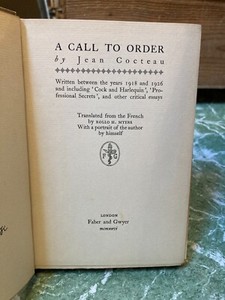 A CALL TO ORDER
by Jean Cocteau
Written between the years 1918 and 1926
and including 'Cock and Harlequin', 'Pro-
fessional Secrets', and other critical essays
Translated from the French
by ROLLO H. MYERS
With a portrait of the author
by himself
F G
LONDON
Faber and Gwyer